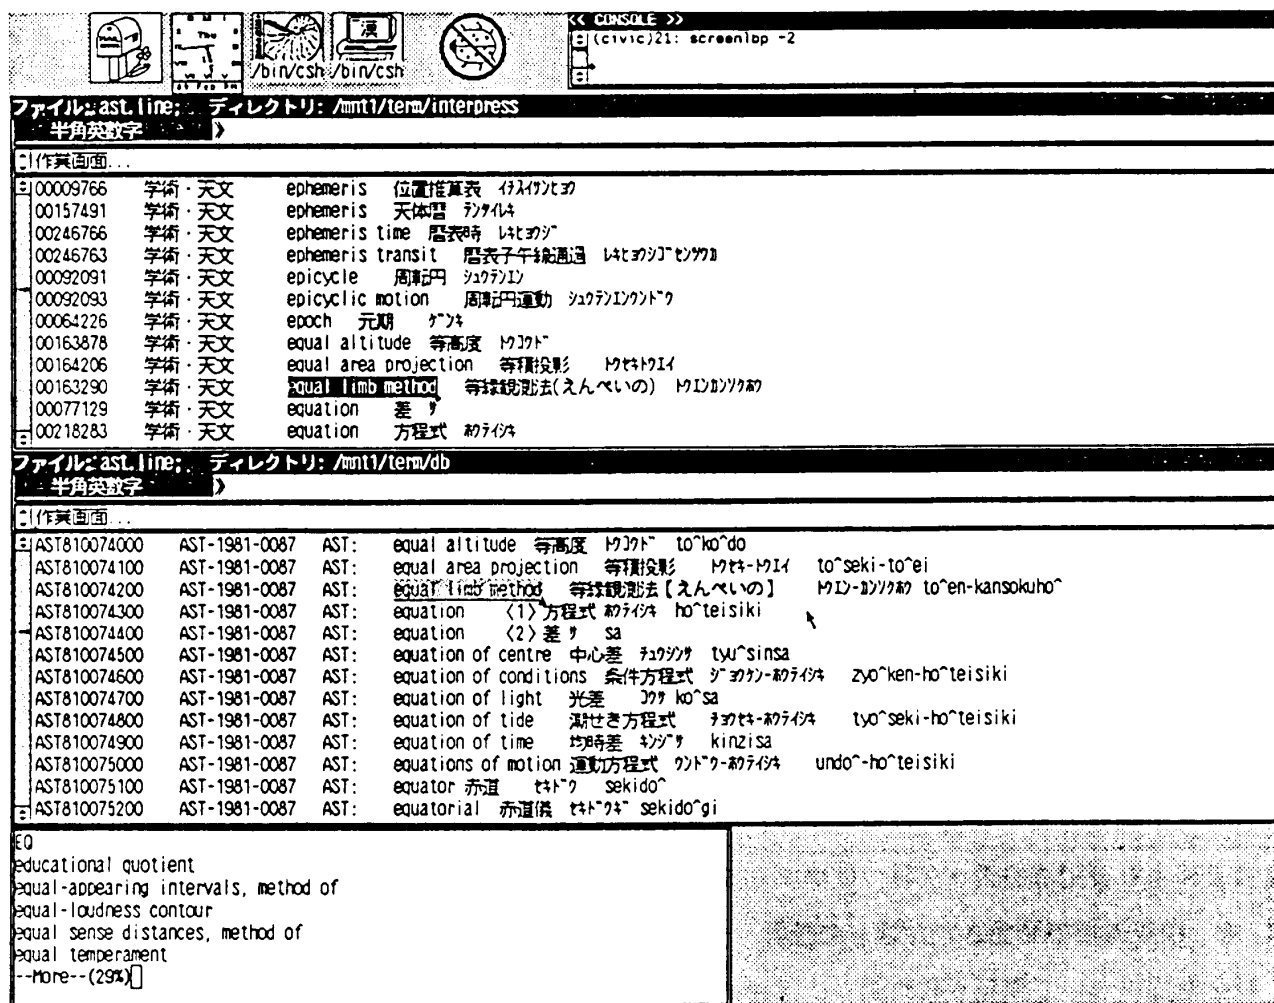 << CONSOLE >>
(civic)21: screenlbp -2
Thu
漢
/bin/csh /bin/csh
ファイル: ast.line; ディレクトリ: /mnt1/term/interpress
半角英数字 》
作業画面...
00009766 学術・天文 ephemeris 位置推算表 ｲﾁｽｲｻﾝﾋｮｳ
00157491 学術・天文 ephemeris 天体暦 ﾃﾝﾀｲﾚｷ
00246766 学術・天文 ephemeris time 暦表時 ﾚｷﾋｮｳｼﾞ
00246763 学術・天文 ephemeris transit 暦表子午線通過 ﾚｷﾋｮｳｼｺﾞｾﾝﾂｳｶ
00092091 学術・天文 epicycle 周転円 ｼｭｳﾃﾝｴﾝ
00092093 学術・天文 epicyclic motion 周転円運動 ｼｭｳﾃﾝｴﾝｳﾝﾄﾞｳ
00064226 学術・天文 epoch 元期 ｹﾞﾝｷ
00163878 学術・天文 equal altitude 等高度 ﾄｳｺｳﾄﾞ
00164206 学術・天文 equal area projection 等積投影 ﾄｳｾｷﾄｳｴｲ
00163290 学術・天文 equal limb method 等縁観測法(えんぺいの) ﾄｳｴﾝｶﾝｿｸﾎｳ
00077129 学術・天文 equation 差 ｻ
00218283 学術・天文 equation 方程式 ﾎｳﾃｲｼｷ
ファイル: ast.line; ディレクトリ: /mnt1/term/db
半角英数字 》
作業画面...
AST810074000 AST-1981-0087 AST: equal altitude 等高度 ﾄｳｺｳﾄﾞ to^ko^do
AST810074100 AST-1981-0087 AST: equal area projection 等積投影 ﾄｳｾｷ-ﾄｳｴｲ to^seki-to^ei
AST810074200 AST-1981-0087 AST: equal limb method 等縁観測法【えんぺいの】 ﾄｳｴﾝ-ｶﾝｿｸﾎｳ to^en-kansokuho^
AST810074300 AST-1981-0087 AST: equation 〈1〉方程式 ﾎｳﾃｲｼｷ ho^teisiki
AST810074400 AST-1981-0087 AST: equation 〈2〉差 ｻ sa
AST810074500 AST-1981-0087 AST: equation of centre 中心差 ﾁｭｳｼﾝｻ tyu^sinsa
AST810074600 AST-1981-0087 AST: equation of conditions 条件方程式 ｼﾞｮｳｹﾝ-ﾎｳﾃｲｼｷ zyo^ken-ho^teisiki
AST810074700 AST-1981-0087 AST: equation of light 光差 ｺｳｻ ko^sa
AST810074800 AST-1981-0087 AST: equation of tide 潮せき方程式 ﾁｮｳｾｷ-ﾎｳﾃｲｼｷ tyo^seki-ho^teisiki
AST810074900 AST-1981-0087 AST: equation of time 均時差 ｷﾝｼﾞｻ kinzisa
AST810075000 AST-1981-0087 AST: equations of motion 運動方程式 ｳﾝﾄﾞｳ-ﾎｳﾃｲｼｷ undo^-ho^teisiki
AST810075100 AST-1981-0087 AST: equator 赤道 ｾｷﾄﾞｳ sekido^
AST810075200 AST-1981-0087 AST: equatorial 赤道儀 ｾｷﾄﾞｳｷﾞ sekido^gi
EQ
educational quotient
equal-appearing intervals, method of
equal-loudness contour
equal sense distances, method of
equal temperament
--More--(29%)